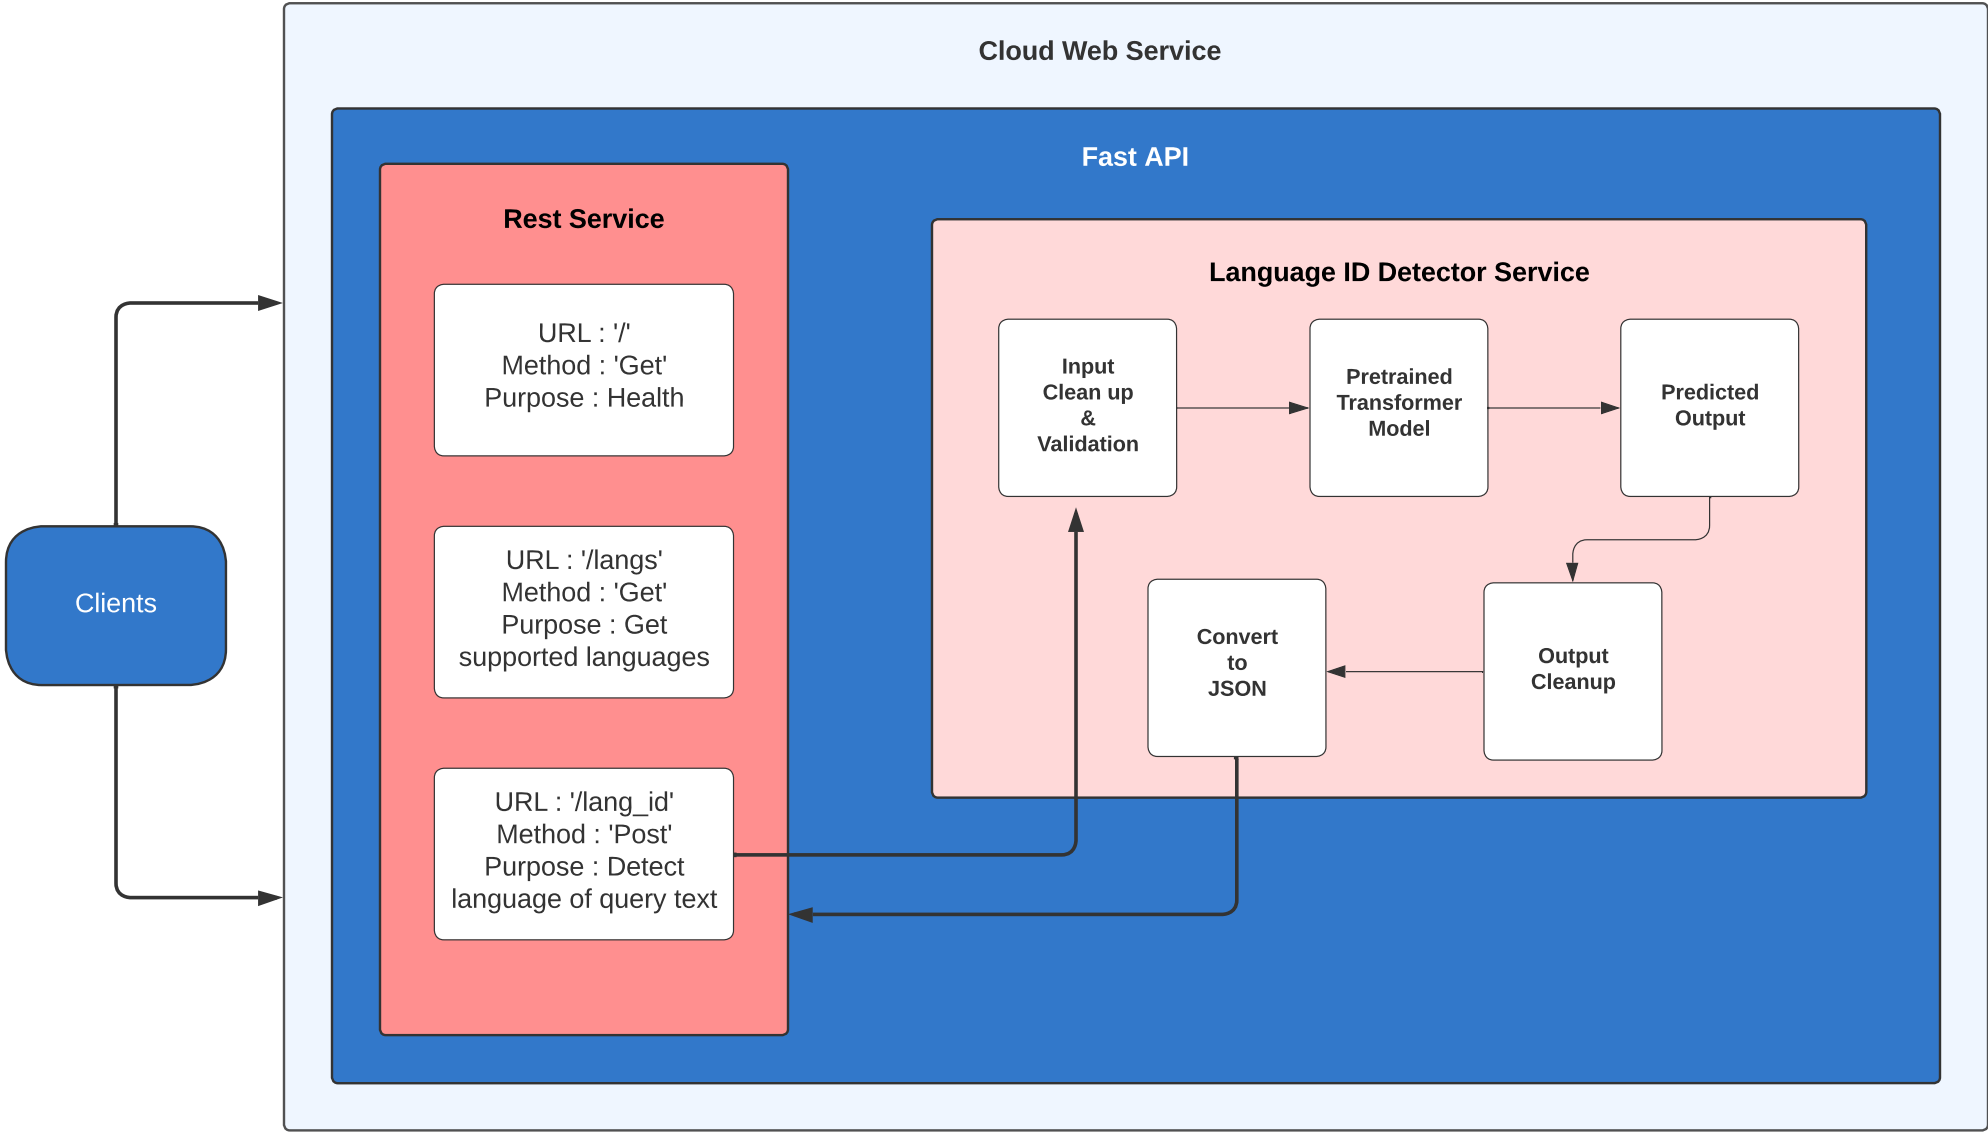 Cloud Web Service
Fast API
Rest Service
URL : '/'
Method : 'Get'
Purpose : Health
URL : '/langs'
Method : 'Get'
Purpose : Get
supported languages
URL : '/lang_id'
Method : 'Post'
Purpose : Detect
language of query text
Language ID Detector Service
Input
Clean up
&
Validation
Pretrained
Transformer
Model
Predicted
Output
Output
Cleanup
Convert
to
JSON
Clients